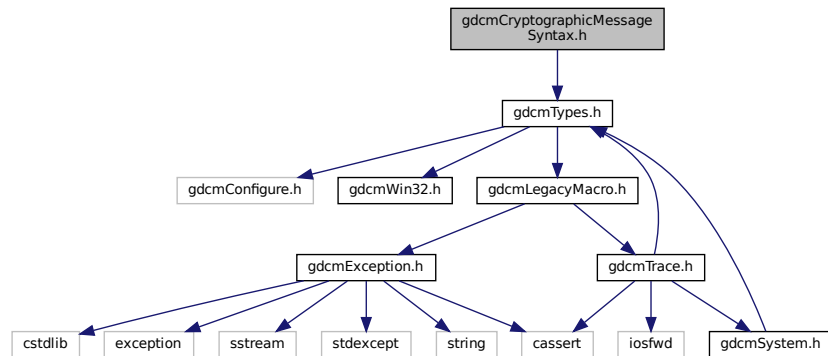 gdcmCryptographicMessage
Syntax.h
gdcmTypes.h
gdcmConfigure.h
gdcmWin32.h
gdcmLegacyMacro.h
gdcmException.h
gdcmTrace.h
cstdlib
exception
sstream
stdexcept
string
cassert
iosfwd
gdcmSystem.h